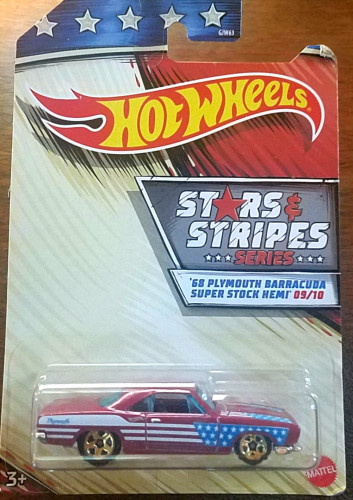 GJW63
HOT WHEELS
STARS &
STRIPES
SERIES
'68 PLYMOUTH BARRACUDA
SUPER STOCK HEMI® 09/10
Plymouth
3+
MATTEL